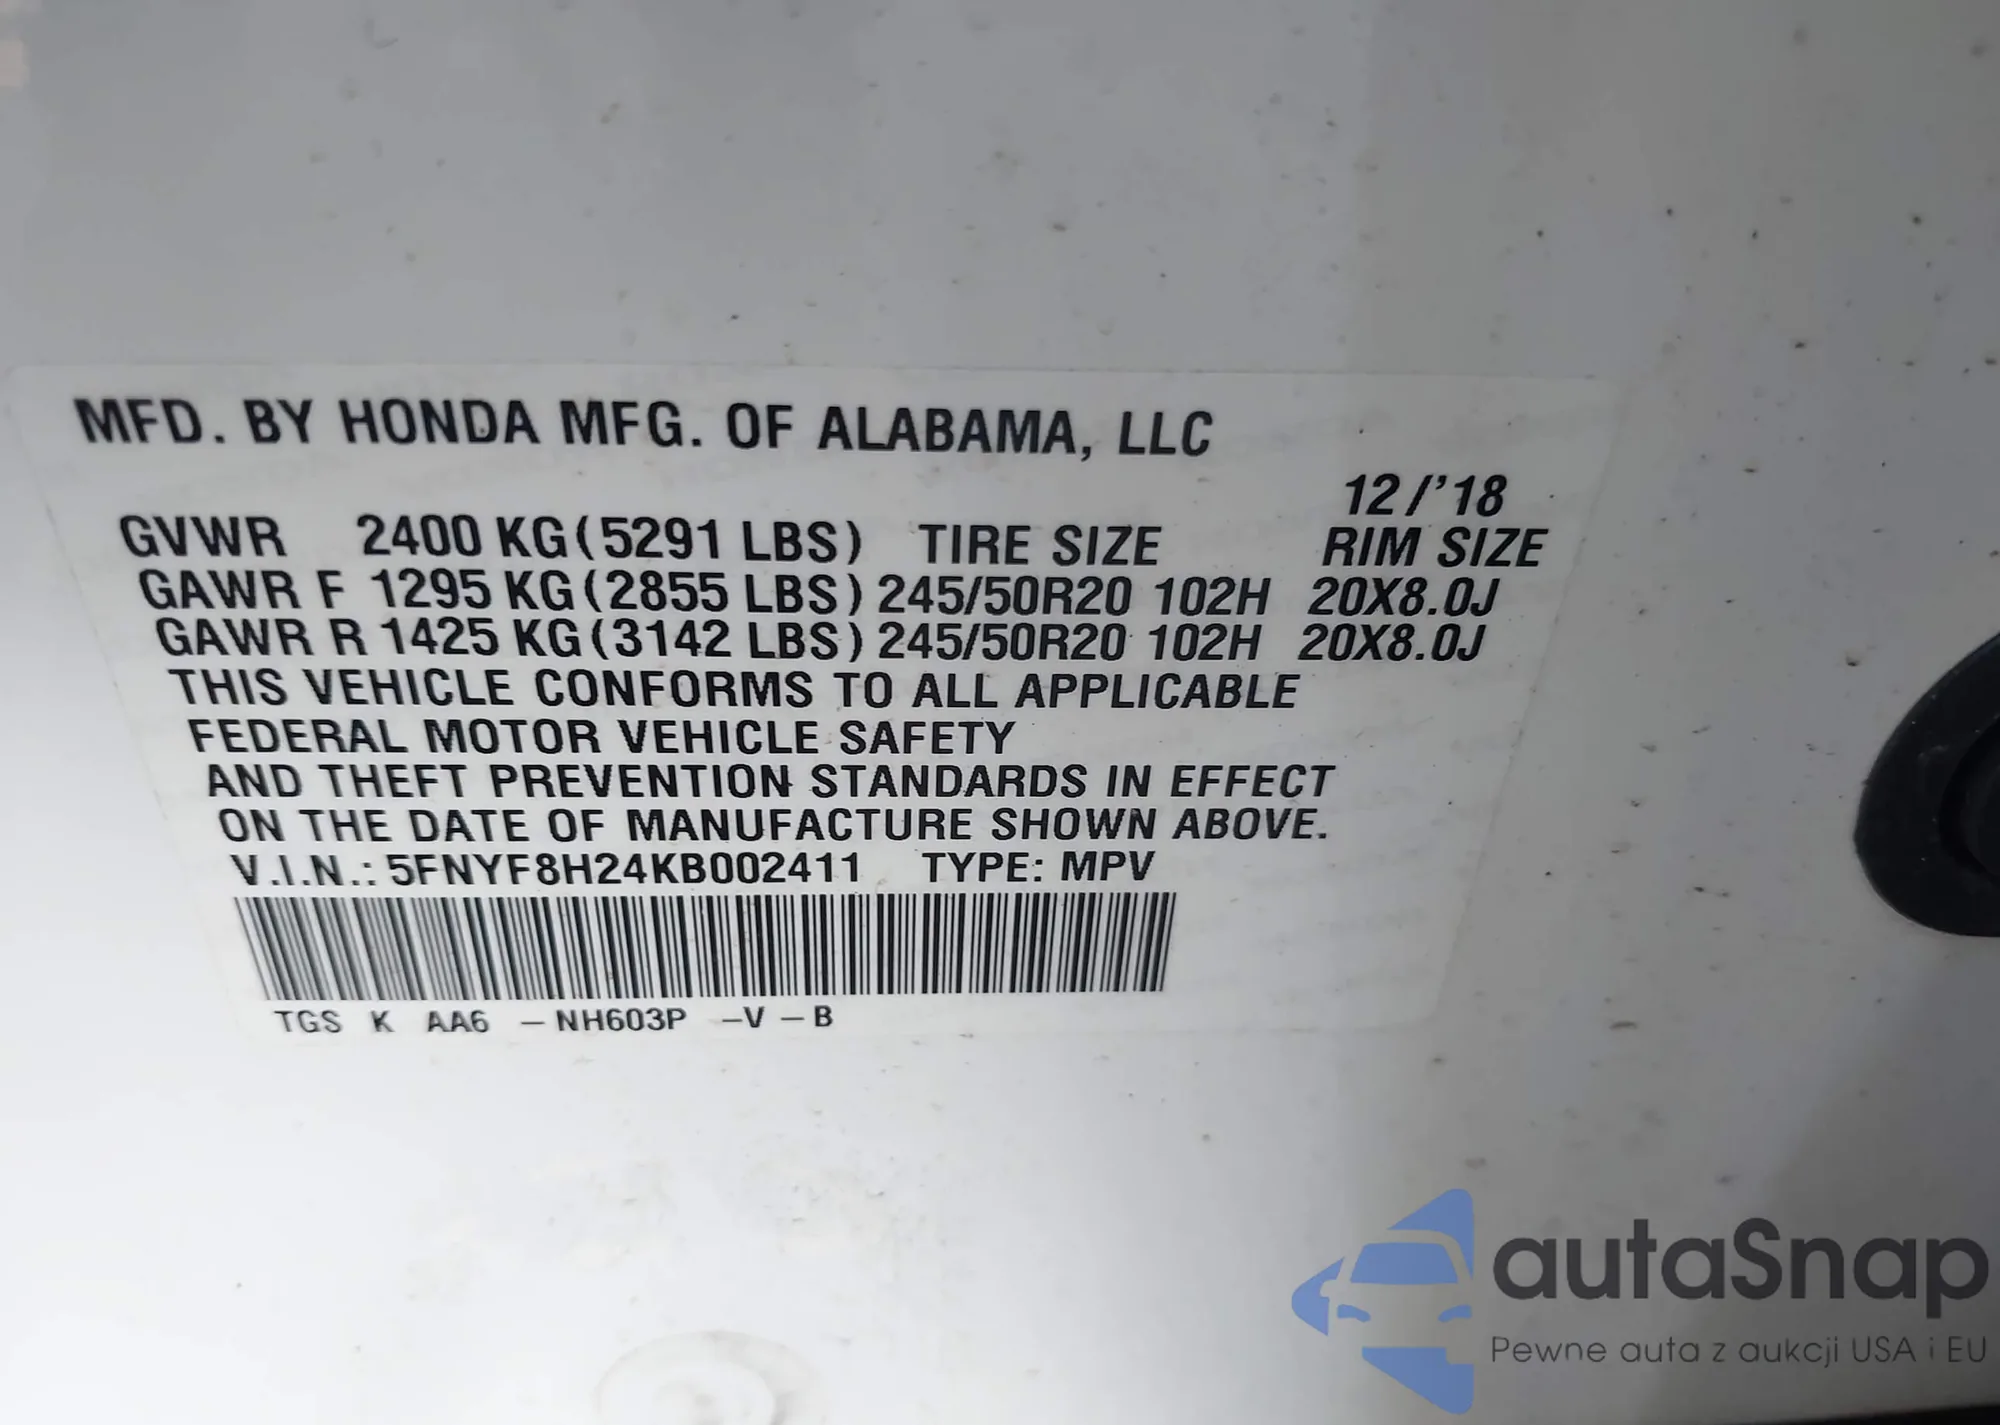 MFD. BY HONDA MFG. OF ALABAMA, LLC
12/'18
GVWR 2400 KG(5291 LBS) TIRE SIZE RIM SIZE
GAWR F 1295 KG(2855 LBS) 245/50R20 102H 20X8.0J
GAWR R 1425 KG(3142 LBS) 245/50R20 102H 20X8.0J
THIS VEHICLE CONFORMS TO ALL APPLICABLE
FEDERAL MOTOR VEHICLE SAFETY
AND THEFT PREVENTION STANDARDS IN EFFECT
ON THE DATE OF MANUFACTURE SHOWN ABOVE.
V.I.N.: 5FNYF8H24KB002411 TYPE: MPV
TGS K AA6 –NH603P –V –B
autaSnap
Pewne auta z aukcji USA i EU